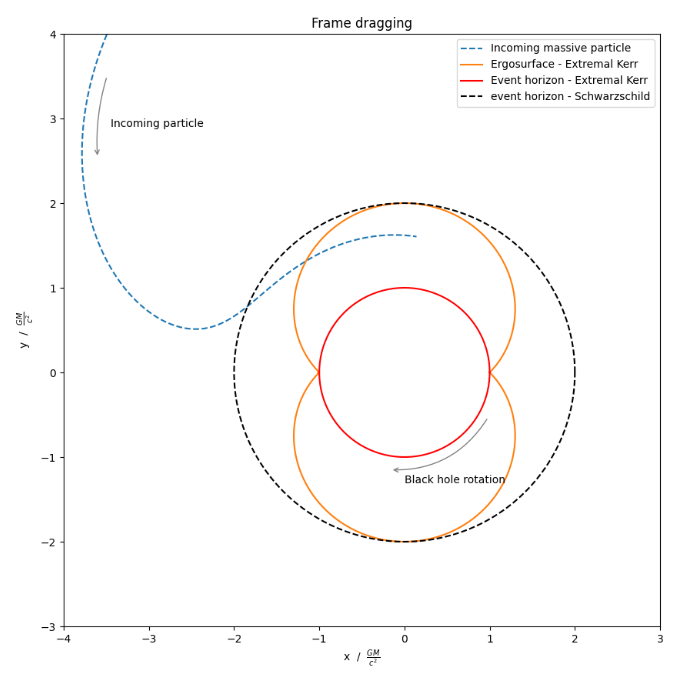 Frame dragging
Incoming massive particle
Ergosurface - Extremal Kerr
Event horizon - Extremal Kerr
event horizon - Schwarzschild
Incoming particle
Black hole rotation
4
3
2
1
0
−1
−2
−3
y / GM/c²
−4 −3 −2 −1 0 1 2 3
x / GM/c²